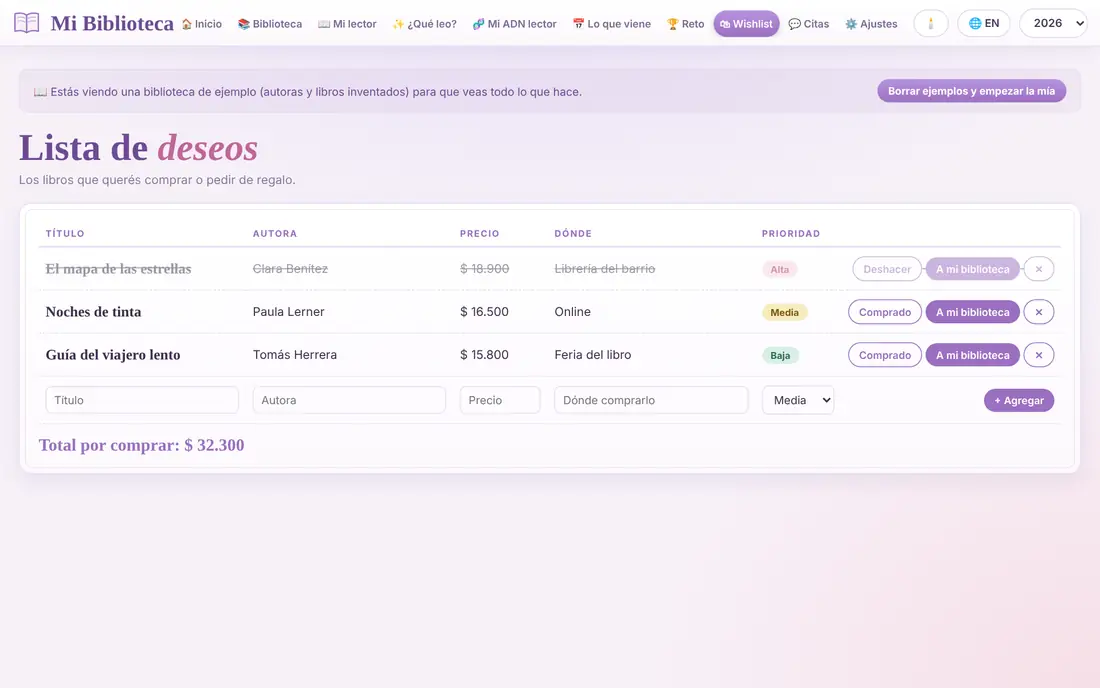 Mi Biblioteca 🏠 Inicio 📚 Biblioteca 📖 Mi lector ✨ ¿Qué leo? 🧬 Mi ADN lector 📅 Lo que viene 🏆 Reto 🛍 Wishlist 💬 Citas ⚙️ Ajustes 🌐 EN 2026
📖 Estás viendo una biblioteca de ejemplo (autoras y libros inventados) para que veas todo lo que hace. Borrar ejemplos y empezar la mía
Lista de deseos
Los libros que querés comprar o pedir de regalo.
TÍTULO AUTORA PRECIO DÓNDE PRIORIDAD
El mapa de las estrellas Clara Benítez $ 18.900 Librería del barrio Alta Deshacer A mi biblioteca ×
Noches de tinta Paula Lerner $ 16.500 Online Media Comprado A mi biblioteca ×
Guía del viajero lento Tomás Herrera $ 15.800 Feria del libro Baja Comprado A mi biblioteca ×
Título Autora Precio Dónde comprarlo Media + Agregar
Total por comprar: $ 32.300